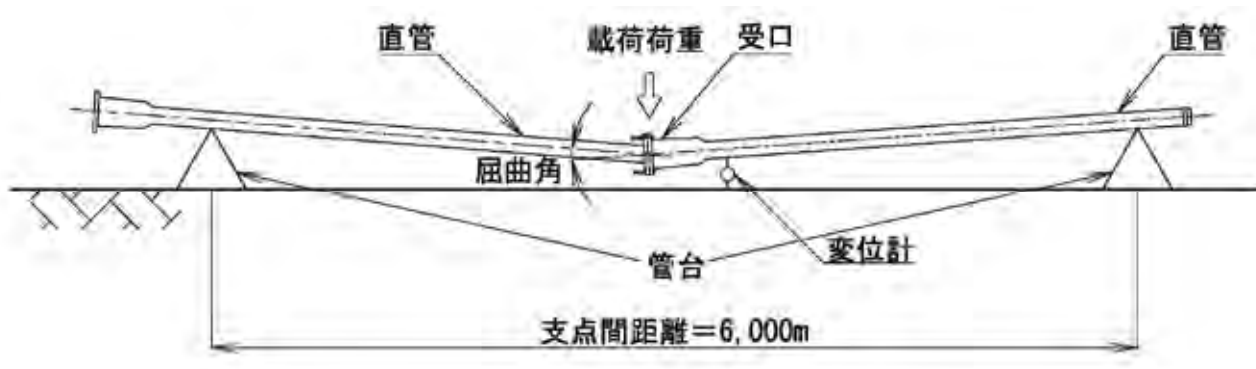 直管
載荷荷重
受口
直管
屈曲角
管台
変位計
支点間距離=6,000m